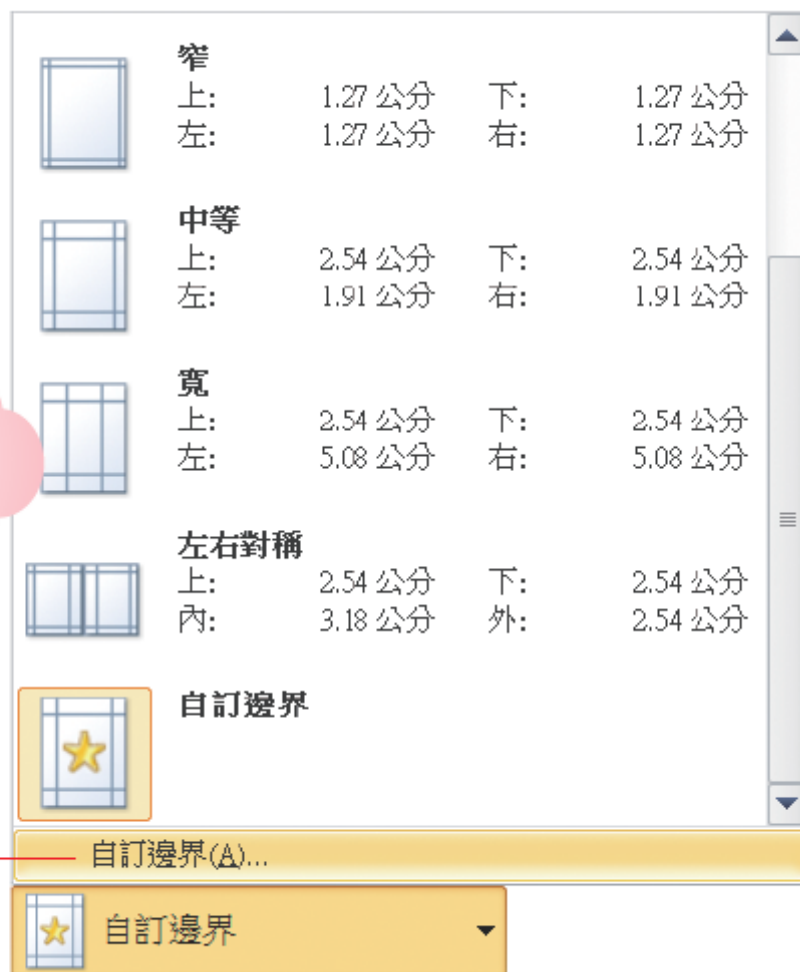 窄
上: 1.27 公分 下: 1.27 公分
左: 1.27 公分 右: 1.27 公分
中等
上: 2.54 公分 下: 2.54 公分
左: 1.91 公分 右: 1.91 公分
寬
上: 2.54 公分 下: 2.54 公分
左: 5.08 公分 右: 5.08 公分
左右對稱
上: 2.54 公分 下: 2.54 公分
內: 3.18 公分 外: 2.54 公分
自訂邊界
自訂邊界(A)...
自訂邊界